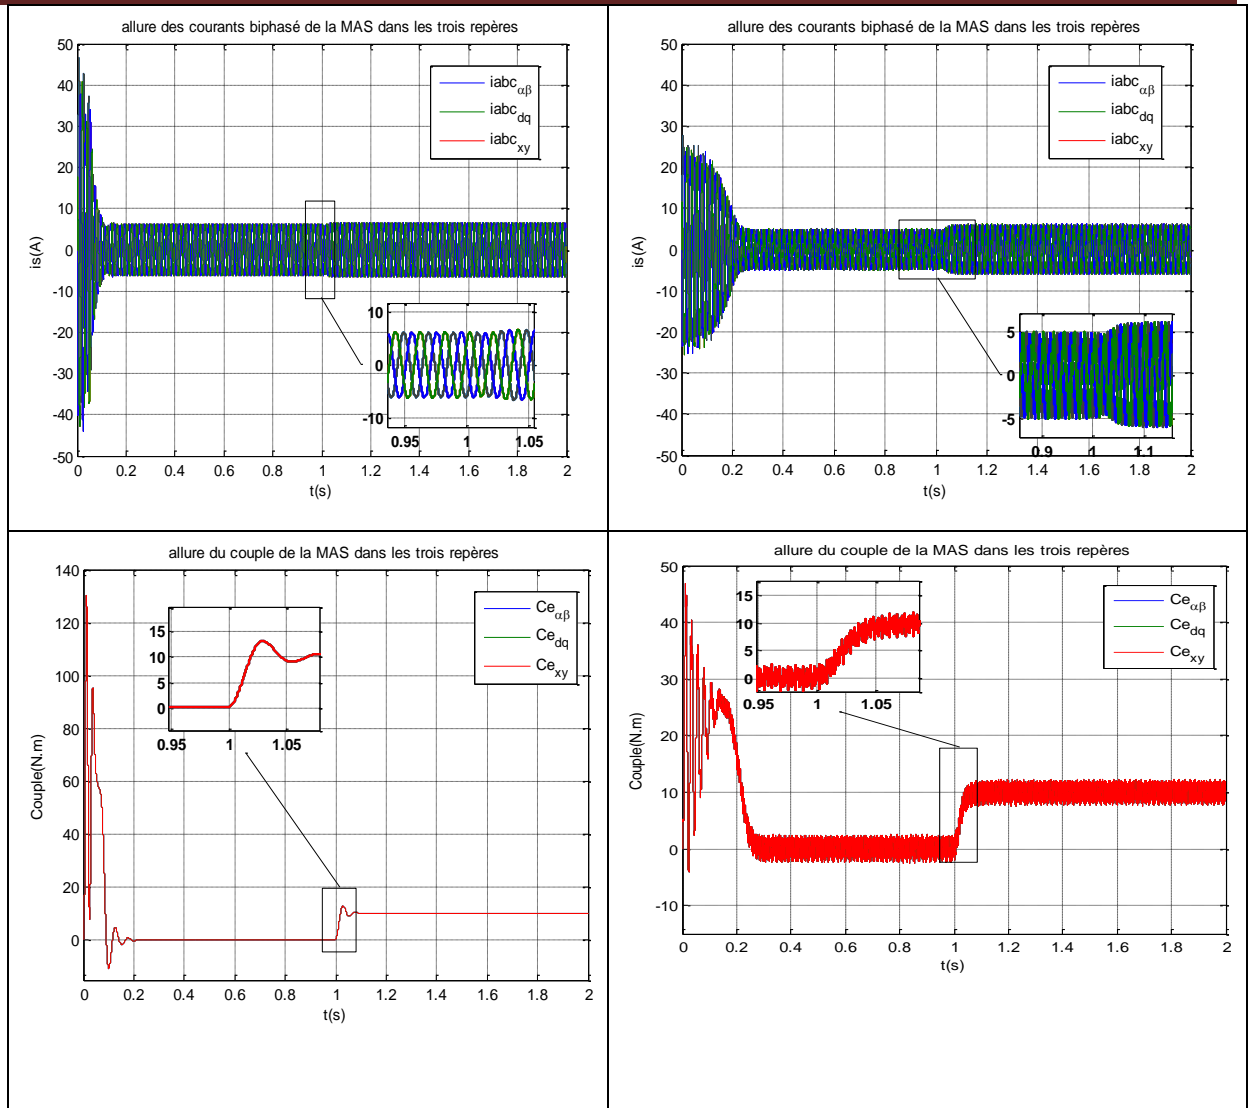 allure des courants biphasé de la MAS dans les trois repères
50
40
30
20
10
0
-10
-20
-30
-40
-50
is(A)
iabcαβ
iabcdq
iabcxy
10
0
-10
0.95 1 1.05
0 0.2 0.4 0.6 0.8 1 1.2 1.4 1.6 1.8 2
t(s)
allure des courants biphasé de la MAS dans les trois repères
50
40
30
20
10
0
-10
-20
-30
-40
-50
is(A)
iabcαβ
iabcdq
iabcxy
5
0
-5
0.9 1 1.1
0 0.2 0.4 0.6 0.8 1 1.2 1.4 1.6 1.8 2
t(s)
allure du couple de la MAS dans les trois repères
140
120
100
80
60
40
20
0
Couple(N.m)
Ceαβ
Cedq
Cexy
15
10
5
0
0.95 1 1.05
0 0.2 0.4 0.6 0.8 1 1.2 1.4 1.6 1.8 2
t(s)
allure du couple de la MAS dans les trois repères
50
40
30
20
10
0
-10
Couple(N.m)
Ceαβ
Cedq
Cexy
15
10
5
0
0.95 1 1.05
0 0.2 0.4 0.6 0.8 1 1.2 1.4 1.6 1.8 2
t(s)